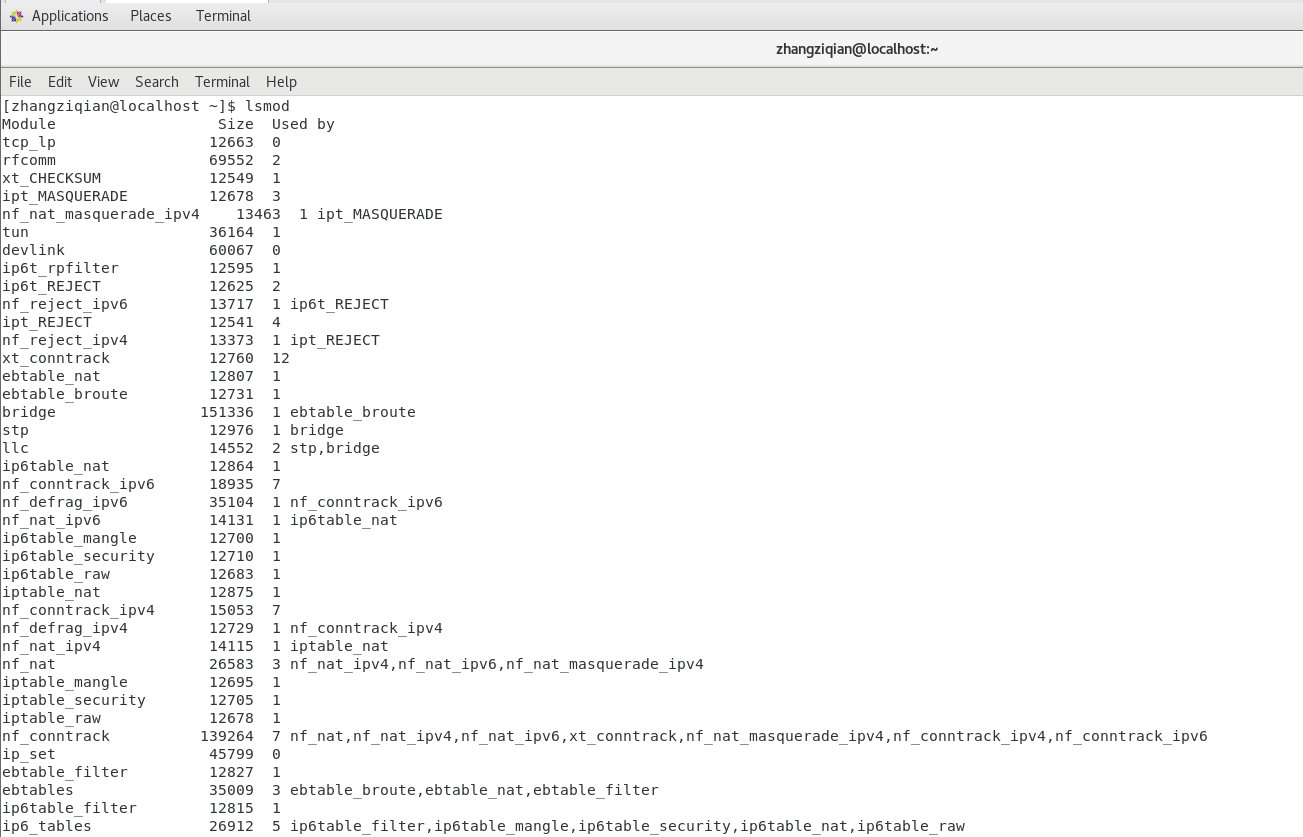 Applications Places Terminal
zhangziqian@localhost:~
File Edit View Search Terminal Help
[zhangziqian@localhost ~]$ lsmod
Module                  Size  Used by
tcp_lp                 12663  0
rfcomm                 69552  2
xt_CHECKSUM            12549  1
ipt_MASQUERADE         12678  3
nf_nat_masquerade_ipv4    13463  1 ipt_MASQUERADE
tun                    36164  1
devlink                60067  0
ip6t_rpfilter          12595  1
ip6t_REJECT            12625  2
nf_reject_ipv6         13717  1 ip6t_REJECT
ipt_REJECT             12541  4
nf_reject_ipv4         13373  1 ipt_REJECT
xt_conntrack           12760  12
ebtable_nat            12807  1
ebtable_broute         12731  1
bridge                151336  1 ebtable_broute
stp                    12976  1 bridge
llc                    14552  2 stp,bridge
ip6table_nat           12864  1
nf_conntrack_ipv6      18935  7
nf_defrag_ipv6         35104  1 nf_conntrack_ipv6
nf_nat_ipv6            14131  1 ip6table_nat
ip6table_mangle        12700  1
ip6table_security      12710  1
ip6table_raw           12683  1
iptable_nat            12875  1
nf_conntrack_ipv4      15053  7
nf_defrag_ipv4         12729  1 nf_conntrack_ipv4
nf_nat_ipv4            14115  1 iptable_nat
nf_nat                 26583  3 nf_nat_ipv4,nf_nat_ipv6,nf_nat_masquerade_ipv4
iptable_mangle         12695  1
iptable_security       12705  1
iptable_raw            12678  1
nf_conntrack          139264  7 nf_nat,nf_nat_ipv4,nf_nat_ipv6,xt_conntrack,nf_nat_masquerade_ipv4,nf_conntrack_ipv4,nf_conntrack_ipv6
ip_set                 45799  0
ebtable_filter         12827  1
ebtables               35009  3 ebtable_broute,ebtable_nat,ebtable_filter
ip6table_filter        12815  1
ip6_tables             26912  5 ip6table_filter,ip6table_mangle,ip6table_security,ip6table_nat,ip6table_raw